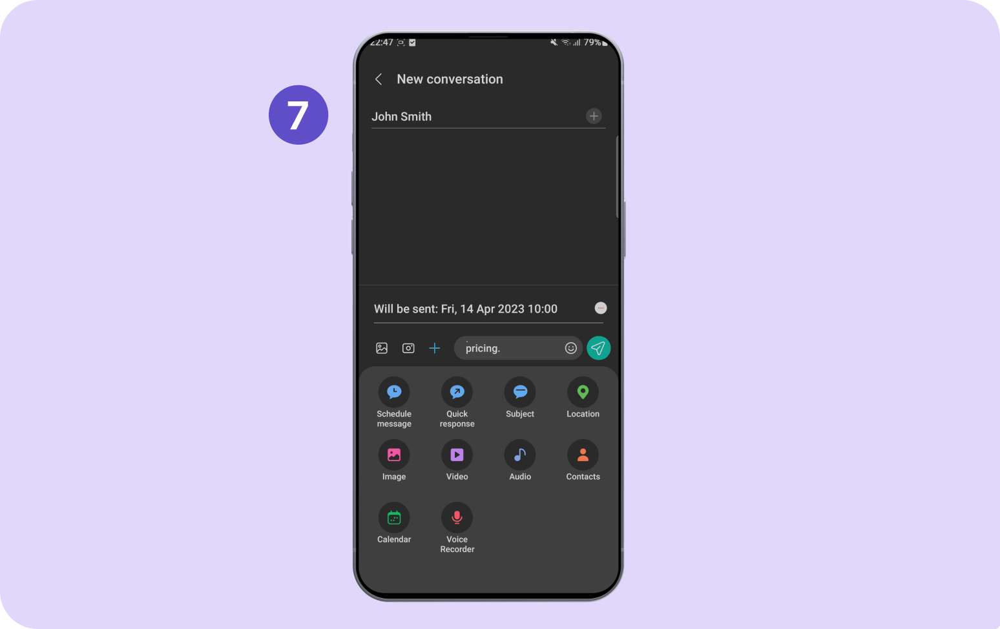 22:47
79%
7
New conversation
John Smith
Will be sent: Fri, 14 Apr 2023 10:00
pricing.
Schedule message
Quick response
Subject
Location
Image
Video
Audio
Contacts
Calendar
Voice Recorder